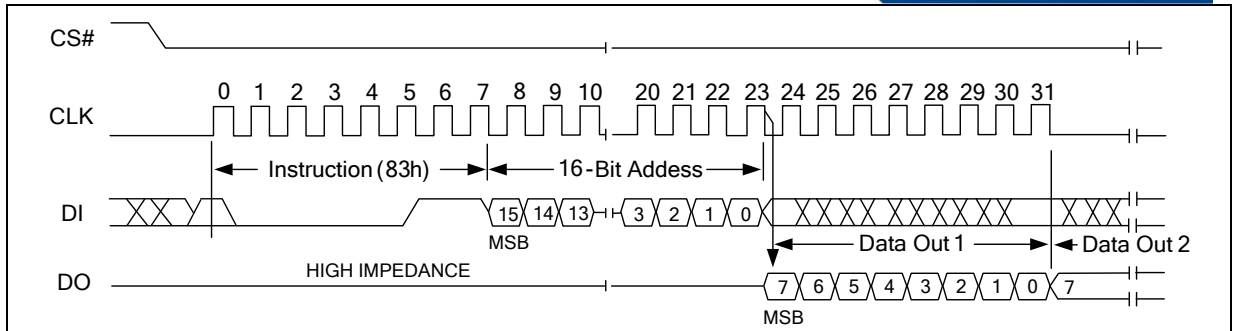 CS#
0 1 2 3 4 5 6 7 8 9 10 20 21 22 23 24 25 26 27 28 29 30 31
CLK
Instruction (83h) 16-Bit Addess
DI 15 14 13 3 2 1 0
MSB
Data Out 1 Data Out 2
HIGH IMPEDANCE
DO 7 6 5 4 3 2 1 0 7
MSB